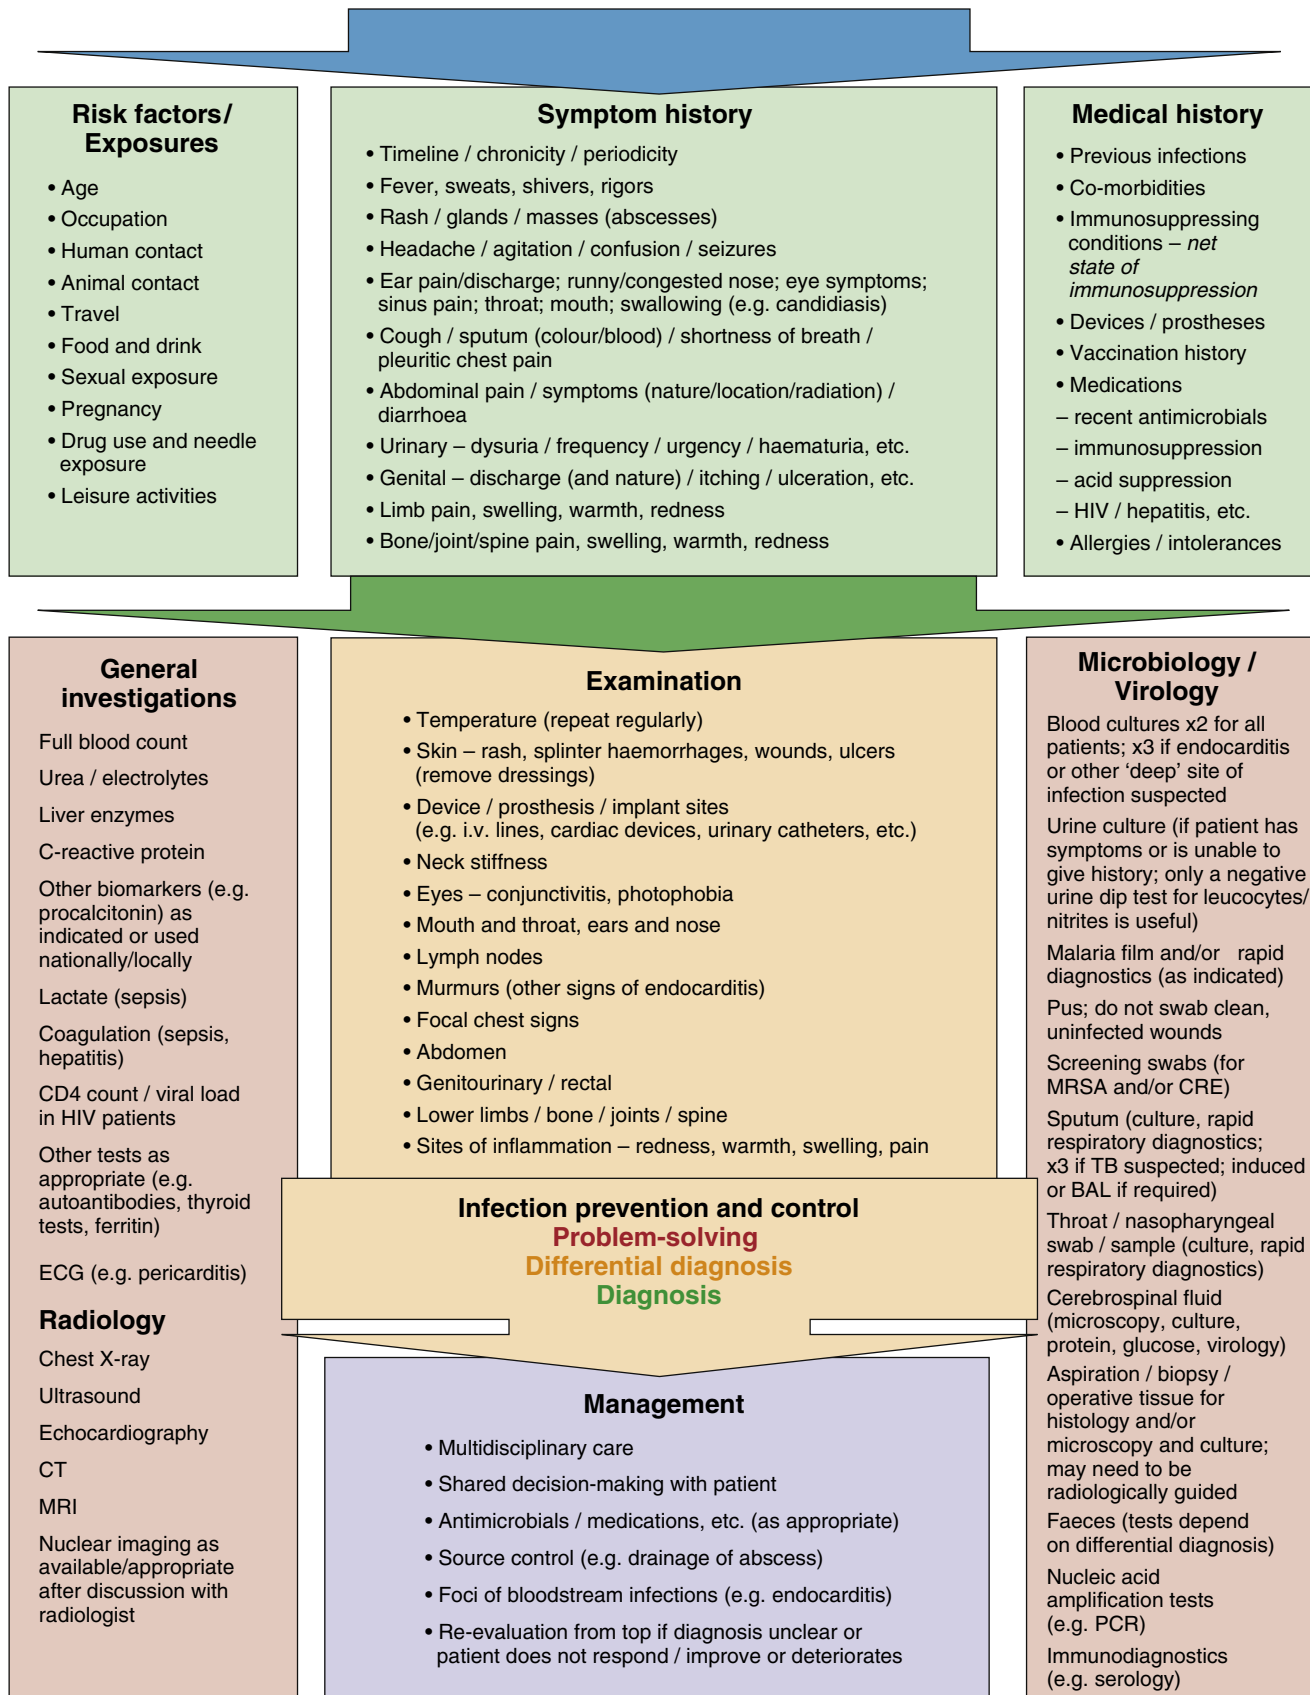 Risk factors/
Exposures
• Age
• Occupation
• Human contact
• Animal contact
• Travel
• Food and drink
• Sexual exposure
• Pregnancy
• Drug use and needle
exposure
• Leisure activities
Symptom history
• Timeline / chronicity / periodicity
• Fever, sweats, shivers, rigors
• Rash / glands / masses (abscesses)
• Headache / agitation / confusion / seizures
• Ear pain/discharge; runny/congested nose; eye symptoms;
sinus pain; throat; mouth; swallowing (e.g. candidiasis)
• Cough / sputum (colour/blood) / shortness of breath /
pleuritic chest pain
• Abdominal pain / symptoms (nature/location/radiation) /
diarrhoea
• Urinary – dysuria / frequency / urgency / haematuria, etc.
• Genital – discharge (and nature) / itching / ulceration, etc.
• Limb pain, swelling, warmth, redness
• Bone/joint/spine pain, swelling, warmth, redness
Medical history
• Previous infections
• Co-morbidities
• Immunosuppressing
conditions – net
state of
immunosuppression
• Devices / prostheses
• Vaccination history
• Medications
– recent antimicrobials
– immunosuppression
– acid suppression
– HIV / hepatitis, etc.
• Allergies / intolerances
General
investigations
Full blood count
Urea / electrolytes
Liver enzymes
C-reactive protein
Other biomarkers (e.g.
procalcitonin) as
indicated or used
nationally/locally
Lactate (sepsis)
Coagulation (sepsis,
hepatitis)
CD4 count / viral load
in HIV patients
Other tests as
appropriate (e.g.
autoantibodies, thyroid
tests, ferritin)
ECG (e.g. pericarditis)
Radiology
Chest X-ray
Ultrasound
Echocardiography
CT
MRI
Nuclear imaging as
available/appropriate
after discussion with
radiologist
Examination
• Temperature (repeat regularly)
• Skin – rash, splinter haemorrhages, wounds, ulcers
(remove dressings)
• Device / prosthesis / implant sites
(e.g. i.v. lines, cardiac devices, urinary catheters, etc.)
• Neck stiffness
• Eyes – conjunctivitis, photophobia
• Mouth and throat, ears and nose
• Lymph nodes
• Murmurs (other signs of endocarditis)
• Focal chest signs
• Abdomen
• Genitourinary / rectal
• Lower limbs / bone / joints / spine
• Sites of inflammation – redness, warmth, swelling, pain
Infection prevention and control
Problem-solving
Differential diagnosis
Diagnosis
Management
• Multidisciplinary care
• Shared decision-making with patient
• Antimicrobials / medications, etc. (as appropriate)
• Source control (e.g. drainage of abscess)
• Foci of bloodstream infections (e.g. endocarditis)
• Re-evaluation from top if diagnosis unclear or
patient does not respond / improve or deteriorates
Microbiology /
Virology
Blood cultures x2 for all
patients; x3 if endocarditis
or other ‘deep’ site of
infection suspected
Urine culture (if patient has
symptoms or is unable to
give history; only a negative
urine dip test for leucocytes/
nitrites is useful)
Malaria film and/or rapid
diagnostics (as indicated)
Pus; do not swab clean,
uninfected wounds
Screening swabs (for
MRSA and/or CRE)
Sputum (culture, rapid
respiratory diagnostics;
x3 if TB suspected; induced
or BAL if required)
Throat / nasopharyngeal
swab / sample (culture, rapid
respiratory diagnostics)
Cerebrospinal fluid
(microscopy, culture,
protein, glucose, virology)
Aspiration / biopsy /
operative tissue for
histology and/or
microscopy and culture;
may need to be
radiologically guided
Faeces (tests depend
on differential diagnosis)
Nucleic acid
amplification tests
(e.g. PCR)
Immunodiagnostics
(e.g. serology)